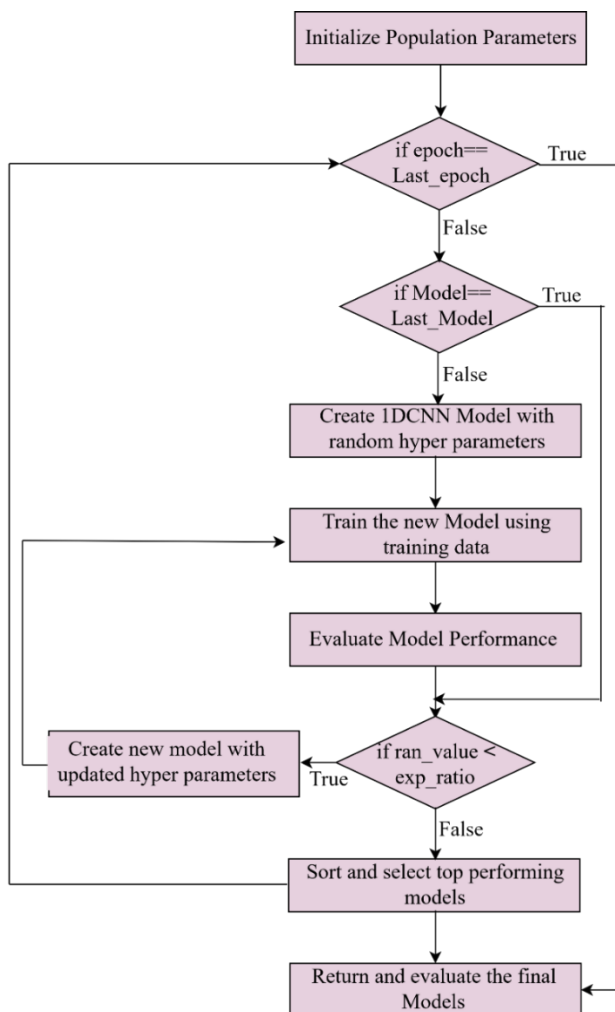 Initialize Population Parameters
if epoch==
Last_epoch
True
False
if Model==
Last_Model
True
False
Create 1DCNN Model with
random hyper parameters
Train the new Model using
training data
Evaluate Model Performance
Create new model with
updated hyper parameters
if ran_value <
exp_ratio
True
False
Sort and select top performing
models
Return and evaluate the final
Models